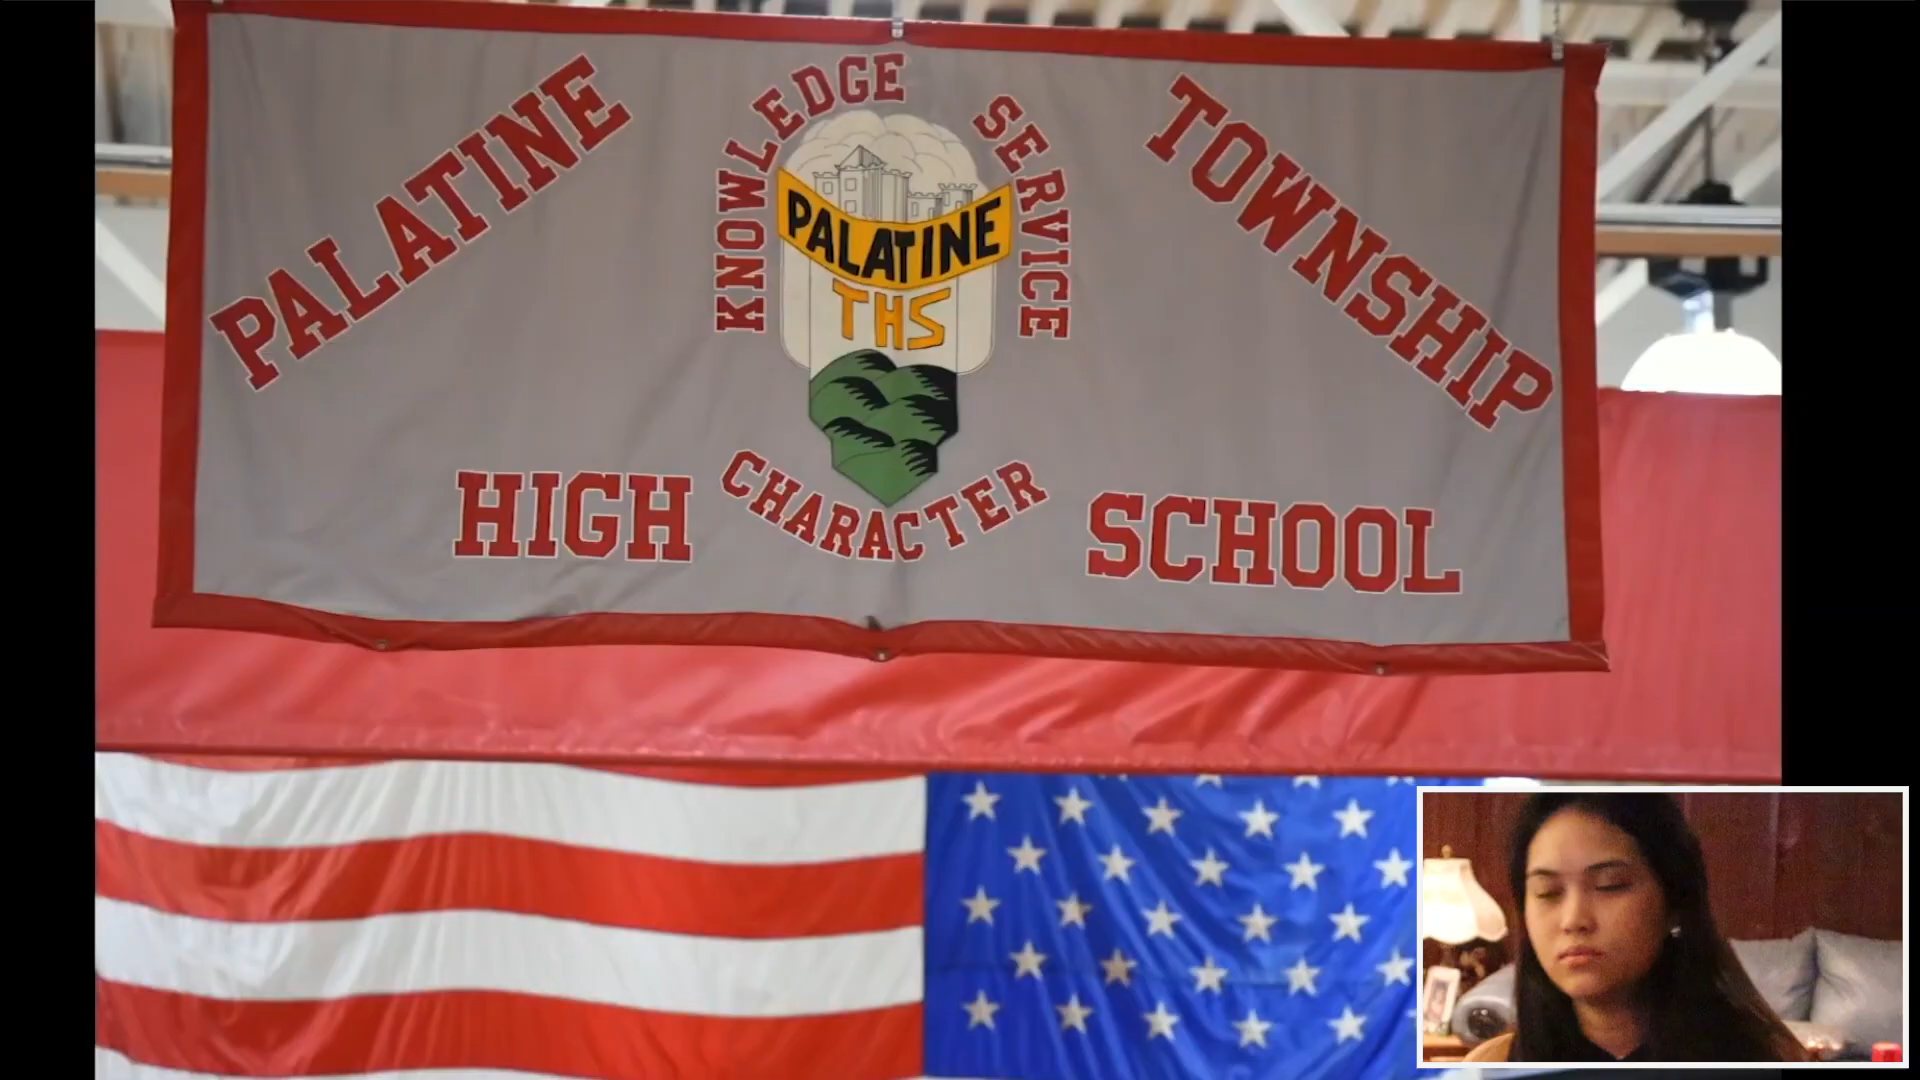 PALATINE
TOWNSHIP
KNOWLEDGE
SERVICE
PALATINE
THS
CHARACTER
HIGH
SCHOOL